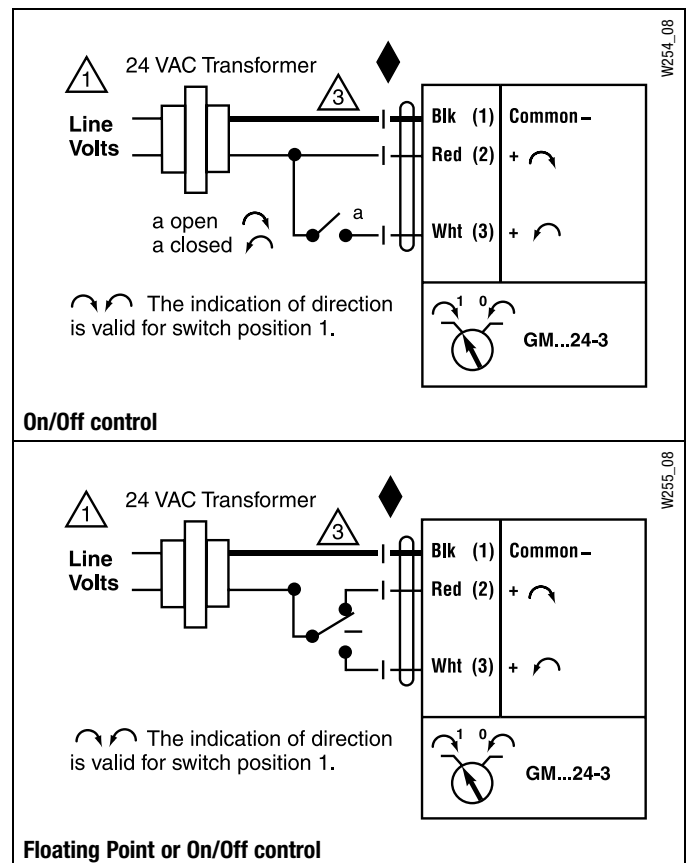 W254_08
1 24 VAC Transformer
3
Line
Volts
Blk (1) Common –
Red (2) +
a open a
a closed
Wht (3) +
The indication of direction
is valid for switch position 1.
1 0
GM...24-3
On/Off control
W255_08
1 24 VAC Transformer
3
Line
Volts
Blk (1) Common –
Red (2) +
Wht (3) +
The indication of direction
is valid for switch position 1.
1 0
GM...24-3
Floating Point or On/Off control